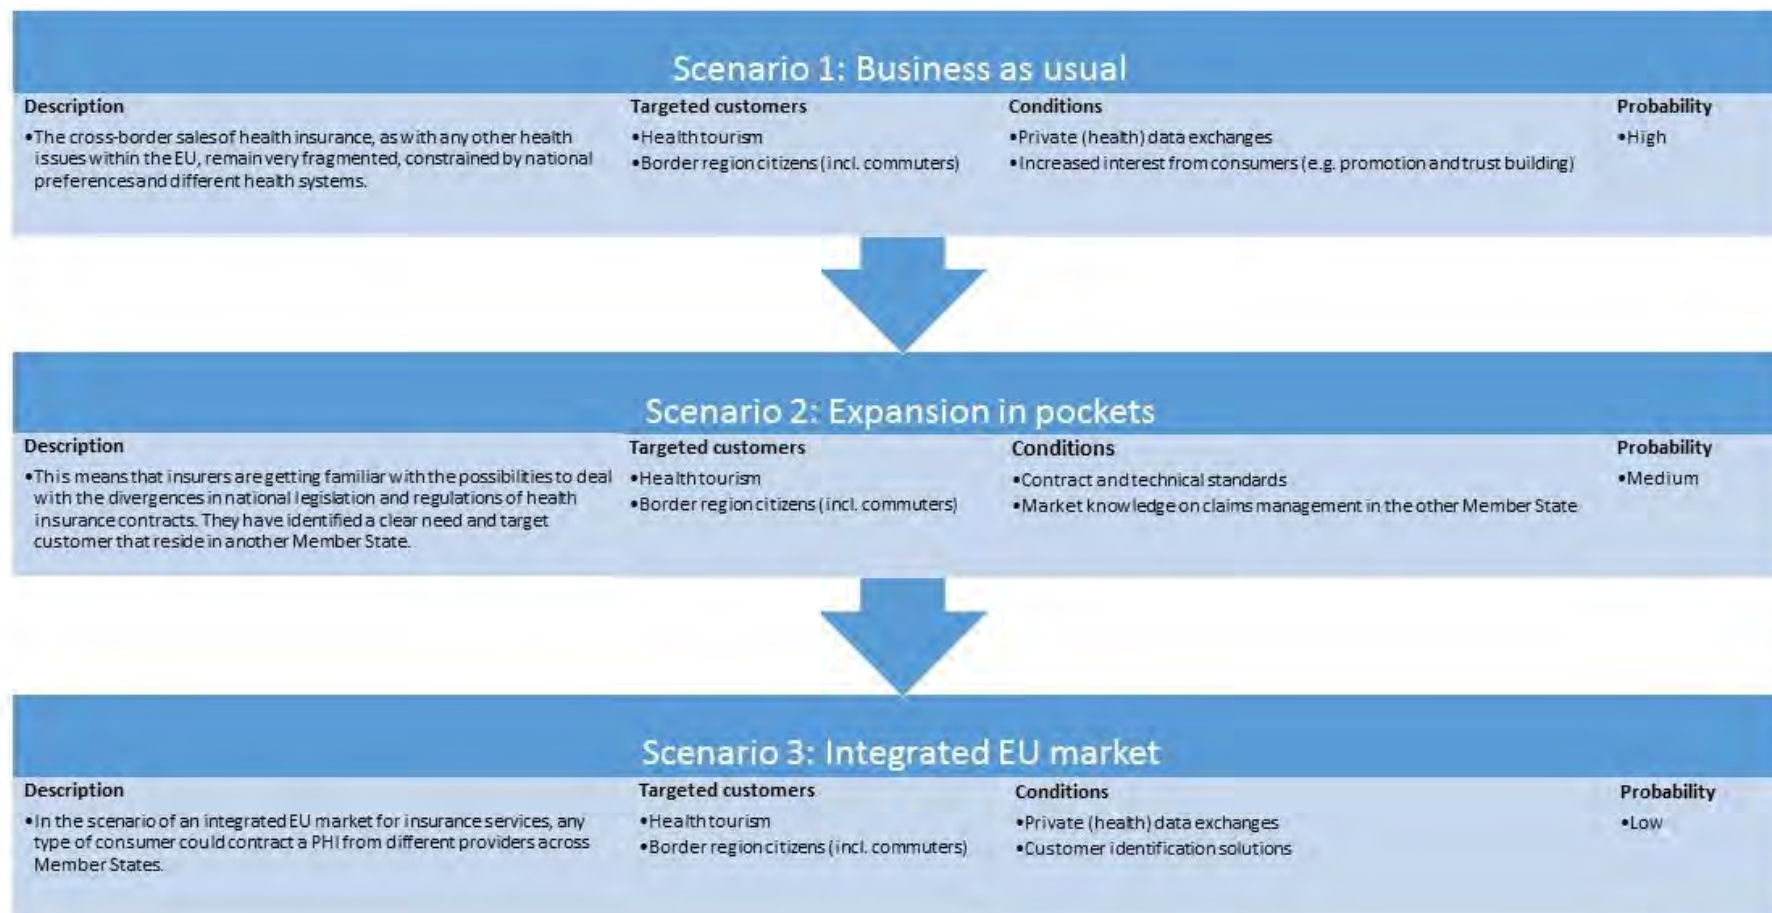 Scenario 1: Business as usual
Description
•The cross-border sales of health insurance, as with any other health
issues within the EU, remain very fragmented, constrained by national
preferences and different health systems.
Targeted customers
•Health tourism
•Border region citizens (incl. commuters)
Conditions
•Private (health) data exchanges
•Increased interest from consumers (e.g. promotion and trust building)
Probability
•High
Scenario 2: Expansion in pockets
Description
•This means that insurers are getting familiar with the possibilities to deal
with the divergences in national legislation and regulations of health
insurance contracts. They have identified a clear need and target
customer that reside in another Member State.
Targeted customers
•Health tourism
•Border region citizens (incl. commuters)
Conditions
•Contract and technical standards
•Market knowledge on claims management in the other Member State
Probability
•Medium
Scenario 3: Integrated EU market
Description
•In the scenario of an integrated EU market for insurance services, any
type of consumer could contract a PHI from different providers across
Member States.
Targeted customers
•Health tourism
•Border region citizens (incl. commuters)
Conditions
•Private (health) data exchanges
•Customer identification solutions
Probability
•Low